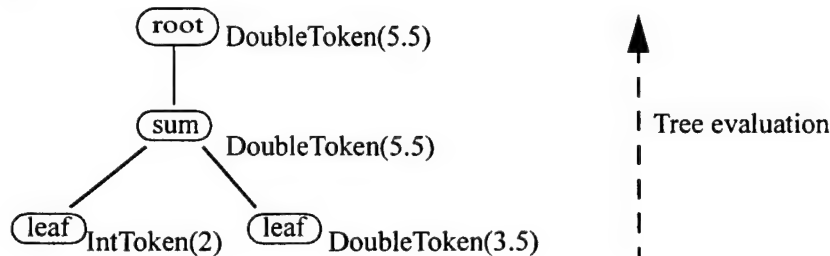 root DoubleToken(5.5)
sum Tree evaluation
DoubleToken(5.5)
leaf IntToken(2) leaf DoubleToken(3.5)